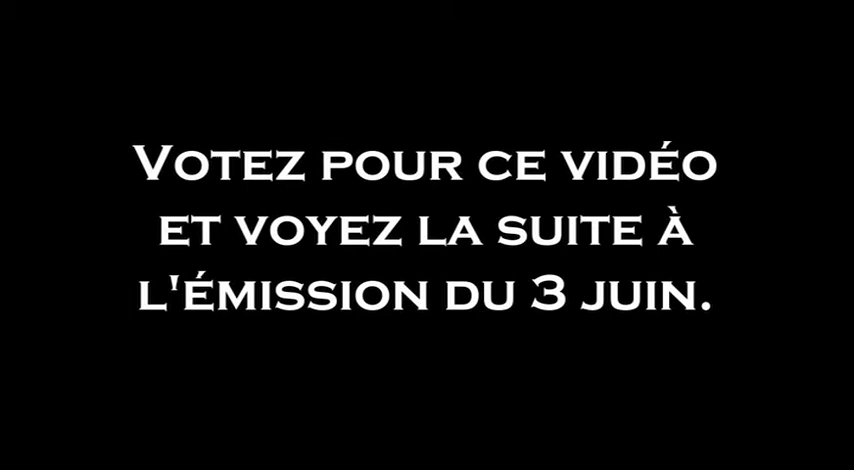 Votez pour ce vidéo
et voyez la suite à
l'émission du 3 juin.